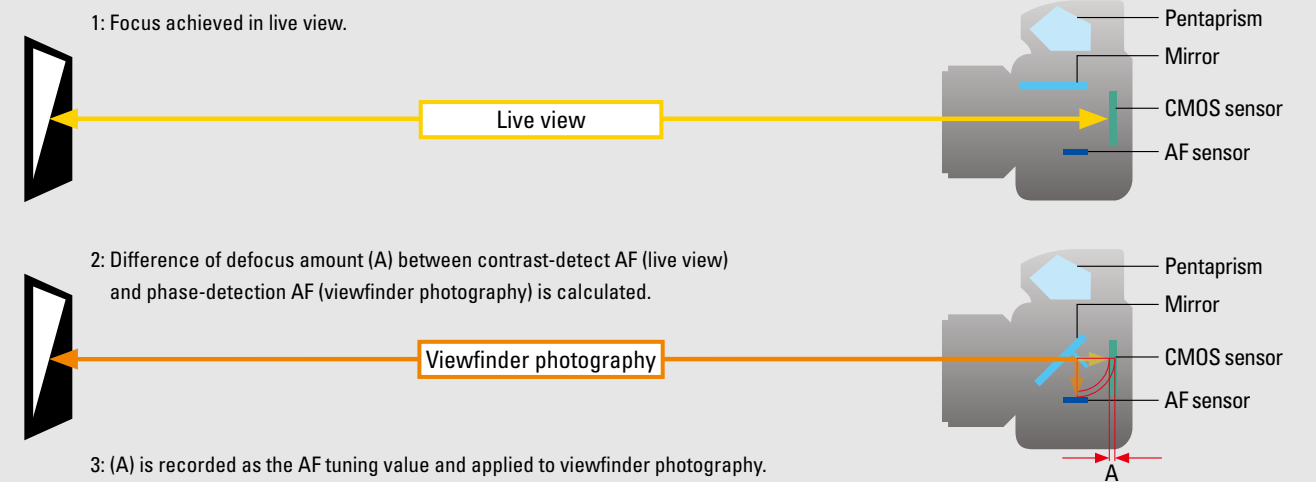 1: Focus achieved in live view.
Pentaprism
Mirror
Live view
CMOS sensor
AF sensor
2: Difference of defocus amount (A) between contrast-detect AF (live view)
and phase-detection AF (viewfinder photography) is calculated.
Pentaprism
Mirror
Viewfinder photography
CMOS sensor
AF sensor
3: (A) is recorded as the AF tuning value and applied to viewfinder photography.
A